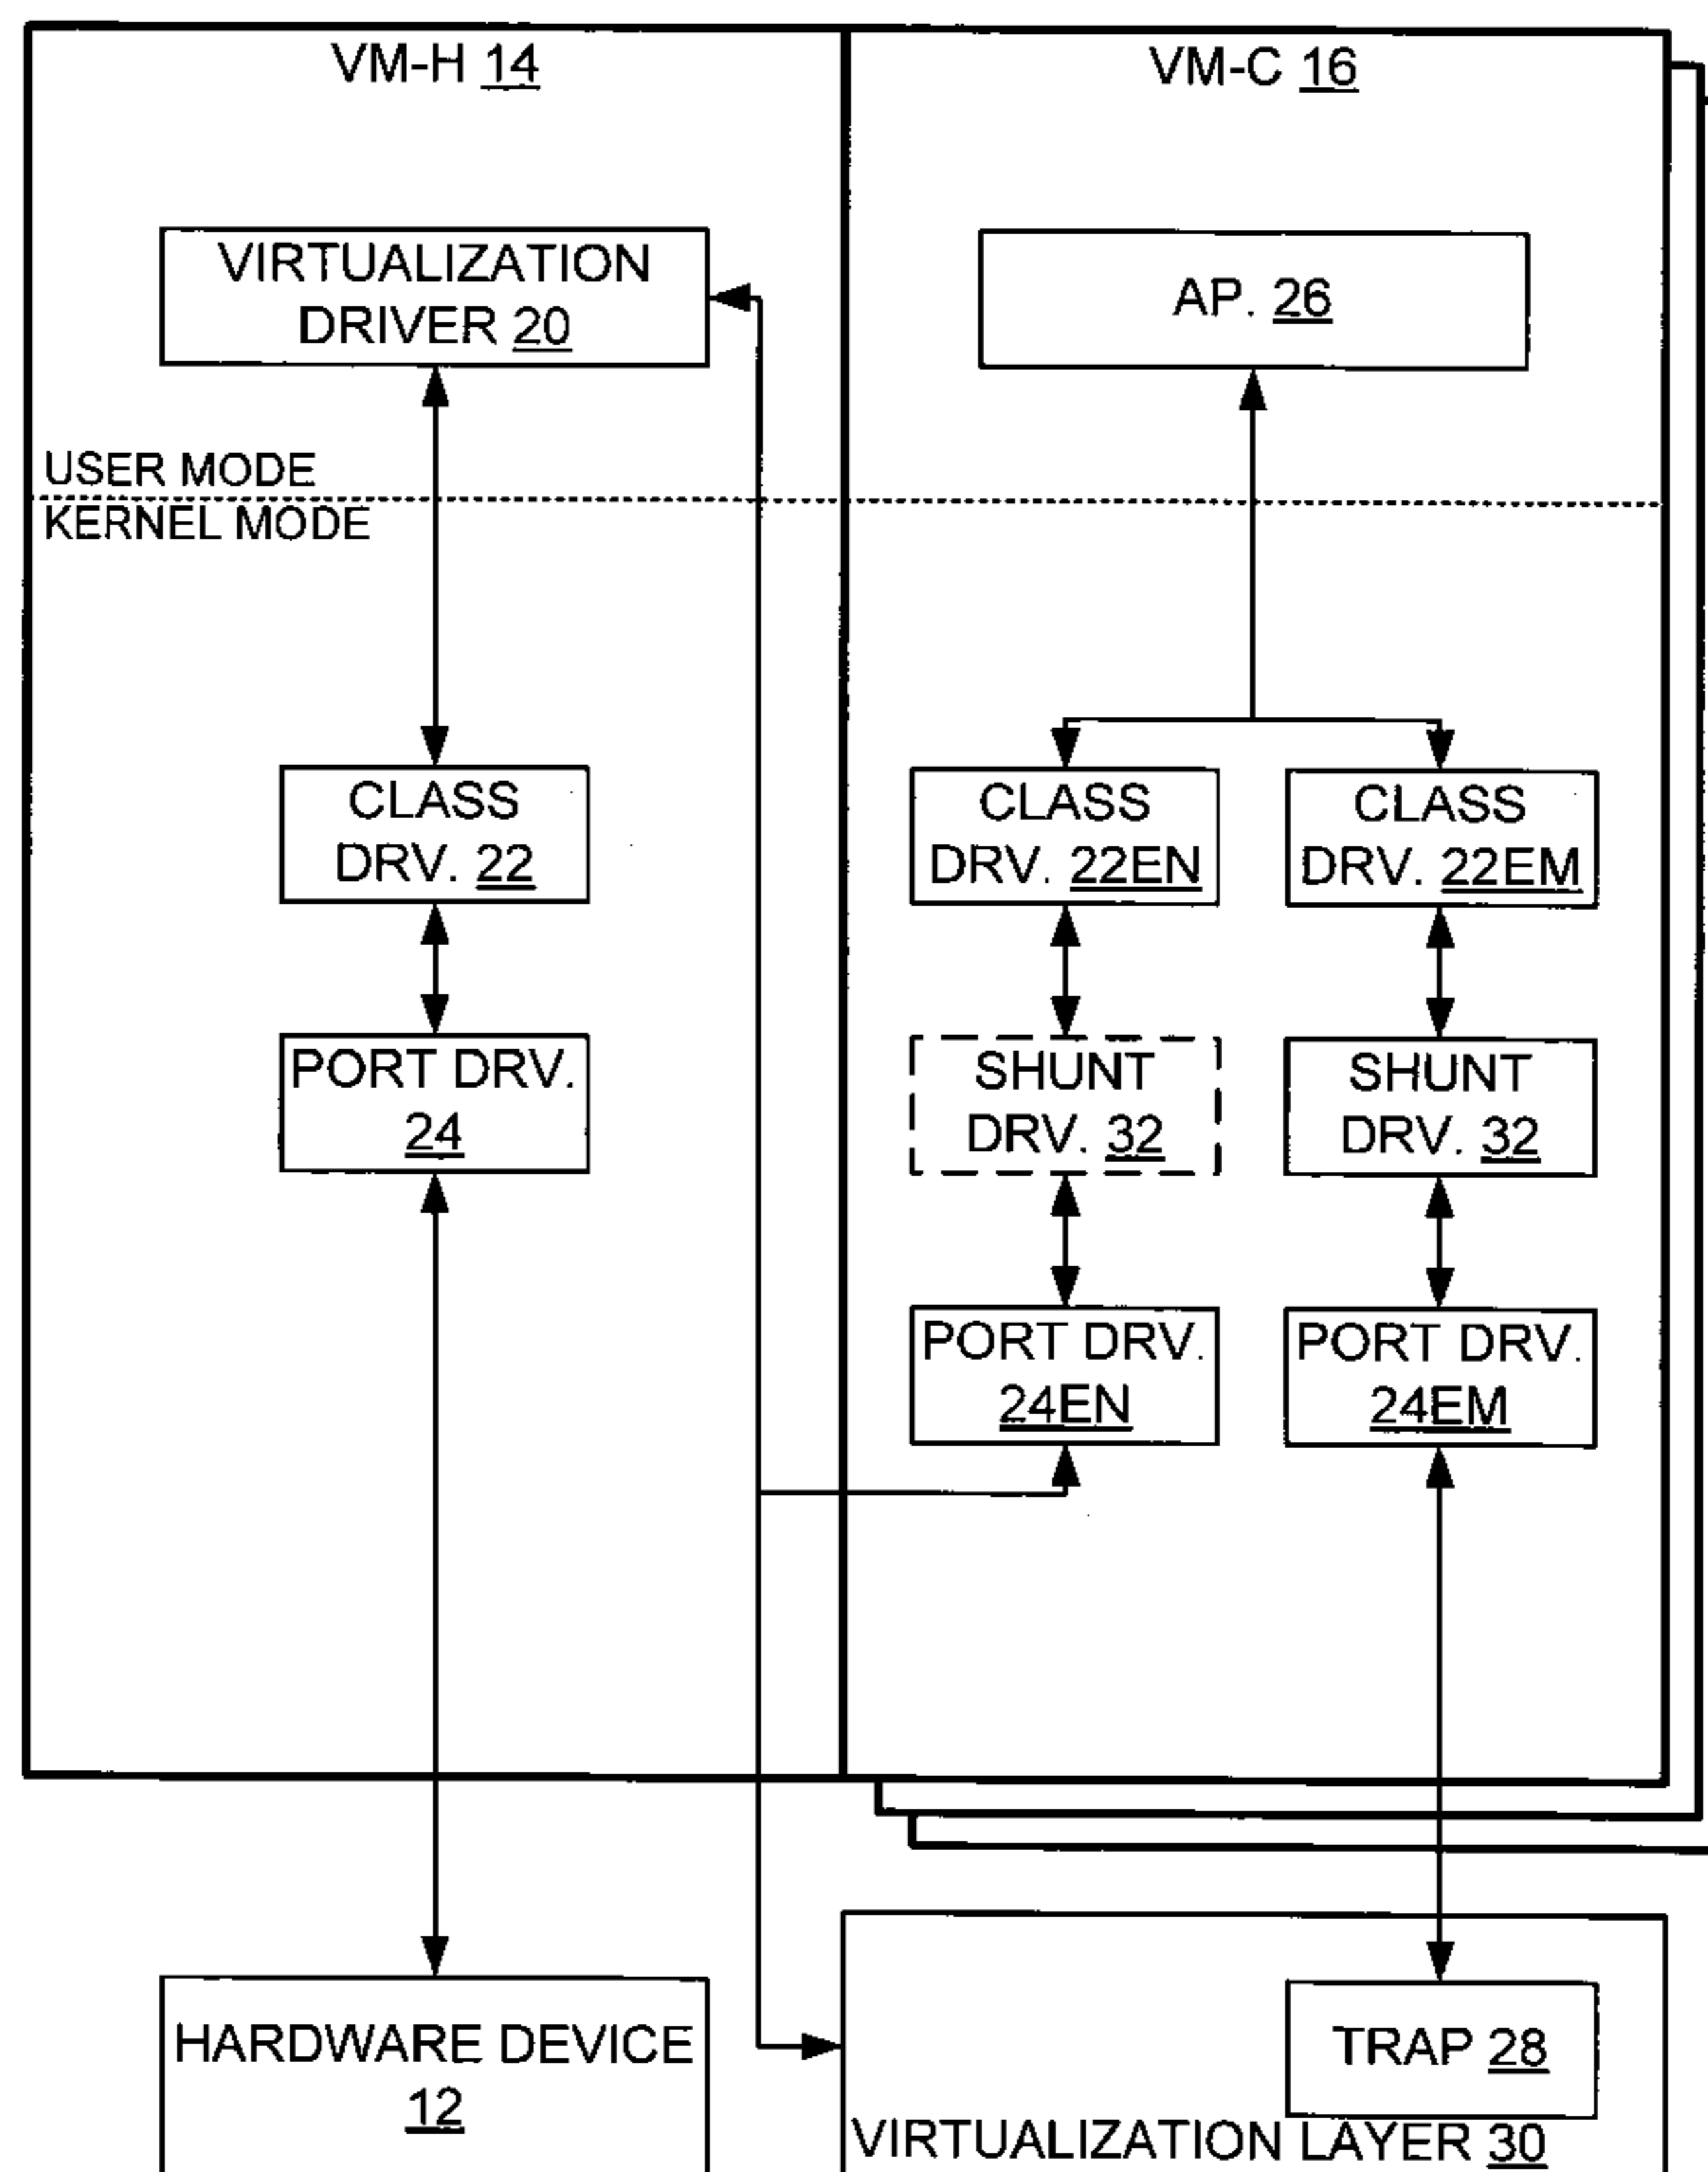 VM-H 14
VM-C 16
VIRTUALIZATION
DRIVER 20
AP. 26
USER MODE
KERNEL MODE
CLASS
DRV. 22
CLASS
DRV. 22EN
CLASS
DRV. 22EM
PORT DRV.
24
SHUNT
DRV. 32
SHUNT
DRV. 32
PORT DRV.
24EN
PORT DRV.
24EM
HARDWARE DEVICE
12
TRAP 28
VIRTUALIZATION LAYER 30